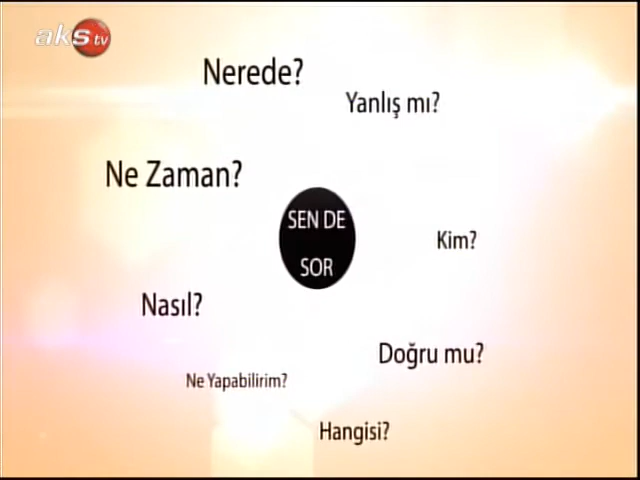 aks tv
Nerede?
Yanlış mı?
Ne Zaman?
SEN DE
SOR
Kim?
Nasıl?
Doğru mu?
Ne Yapabilirim?
Hangisi?